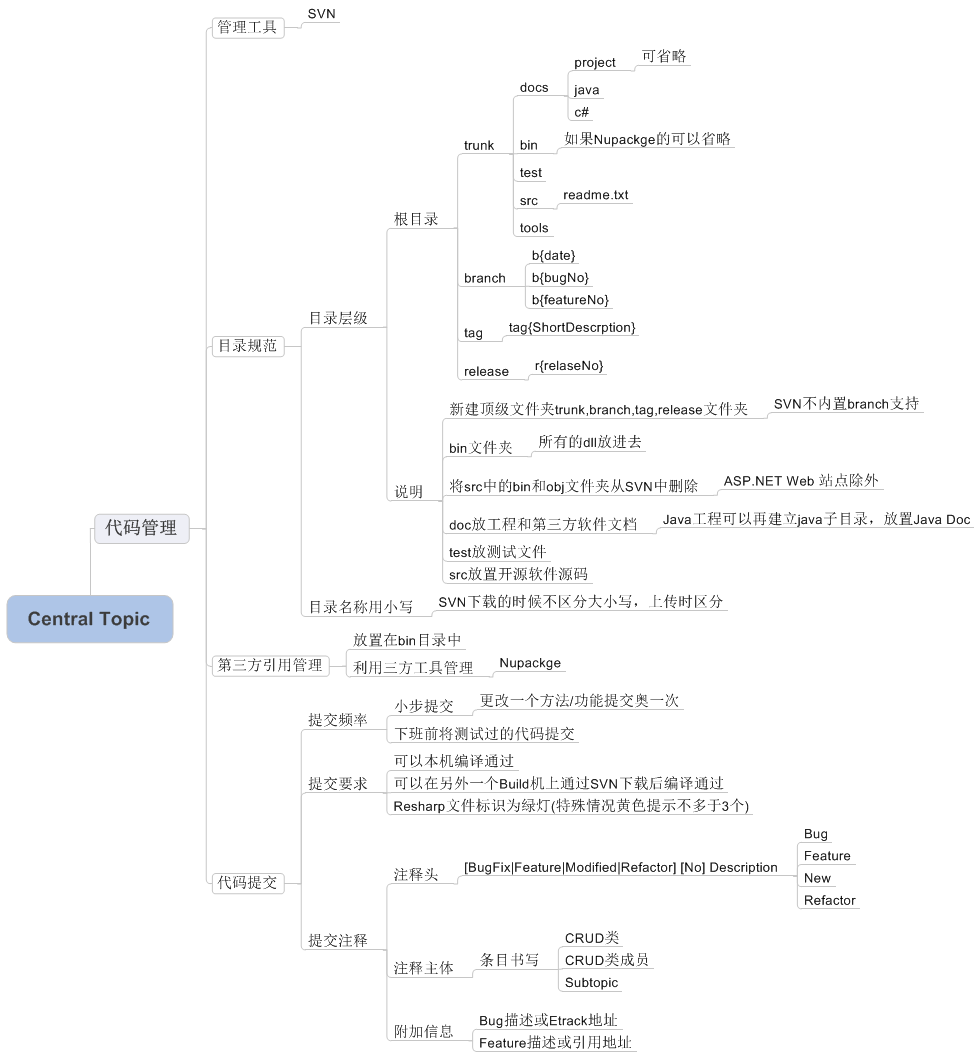 管理工具
SVN
project
可省略
docs
java
c#
trunk
bin
如果Nupackge的可以省略
test
src
readme.txt
tools
根目录
b{date}
branch
b{bugNo}
b{featureNo}
目录层级
tag
tag{ShortDescrption}
目录规范
release
r{relaseNo}
新建顶级文件夹trunk,branch,tag,release文件夹
SVN不内置branch支持
bin文件夹
所有的dll放进去
说明
将src中的bin和obj文件夹从SVN中删除
ASP.NET Web 站点除外
doc放工程和第三方软件文档
Java工程可以再建立java子目录，放置Java Doc
test放测试文件
src放置开源软件源码
代码管理
目录名称用小写
SVN下载的时候不区分大小写，上传时区分
Central Topic
第三方引用管理
放置在bin目录中
利用三方工具管理
Nupackge
提交频率
小步提交
更改一个方法/功能提交奥一次
下班前将测试过的代码提交
提交要求
可以本机编译通过
可以在另外一个Build机上通过SVN下载后编译通过
Resharp文件标识为绿灯(特殊情况黄色提示不多于3个)
代码提交
注释头
[BugFix|Feature|Modified|Refactor] [No] Description
Bug
Feature
New
Refactor
提交注释
注释主体
条目书写
CRUD类
CRUD类成员
Subtopic
附加信息
Bug描述或Etrack地址
Feature描述或引用地址